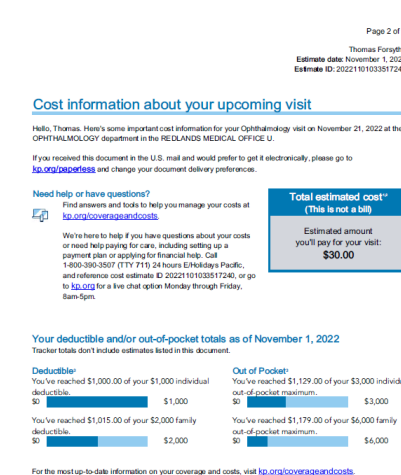 Page 2 of
Thomas Forsyth
Estimate date: November 1, 202
Estimate ID: 2022110103351724
Cost information about your upcoming visit
Hello, Thomas. Here's some important cost information for your Ophthalmology visit on November 21, 2022 at the
OPHTHALMOLOGY department in the REDLANDS MEDICAL OFFICE U.
If you received this document in the U.S. mail and would prefer to get it electronically, please go to
kp.org/paperless and change your document delivery preferences.
Need help or have questions?
Find answers and tools to help you manage your costs at
kp.org/coverageandcosts.
We're here to help if you have questions about your costs
or need help paying for care, including setting up a
payment plan or applying for financial help. Call
1-800-390-3507 (TTY 711) 24 hours E/Holidays Pacific,
and reference cost estimate ID 20221101033517240, or go
to kp.org for a live chat option Monday through Friday,
8am-5pm.
Total estimated cost**
(This is not a bill)
Estimated amount
you'll pay for your visit:
$30.00
Your deductible and/or out-of-pocket totals as of November 1, 2022
Tracker totals don't include estimates listed in this document.
Deductible
You've reached $1,000.00 of your $1,000 individual
deductible.
$0 $1,000
You've reached $1,015.00 of your $2,000 family
deductible.
$0 $2,000
Out of Pocket
You've reached $1,129.00 of your $3,000 individ
out-of-pocket maximum.
$0 $3,000
You've reached $1,179.00 of your $6,000 family
out-of-pocket maximum.
$0 $6,000
For the most up-to-date information on your coverage and costs, visit kp.org/coverageandcosts.